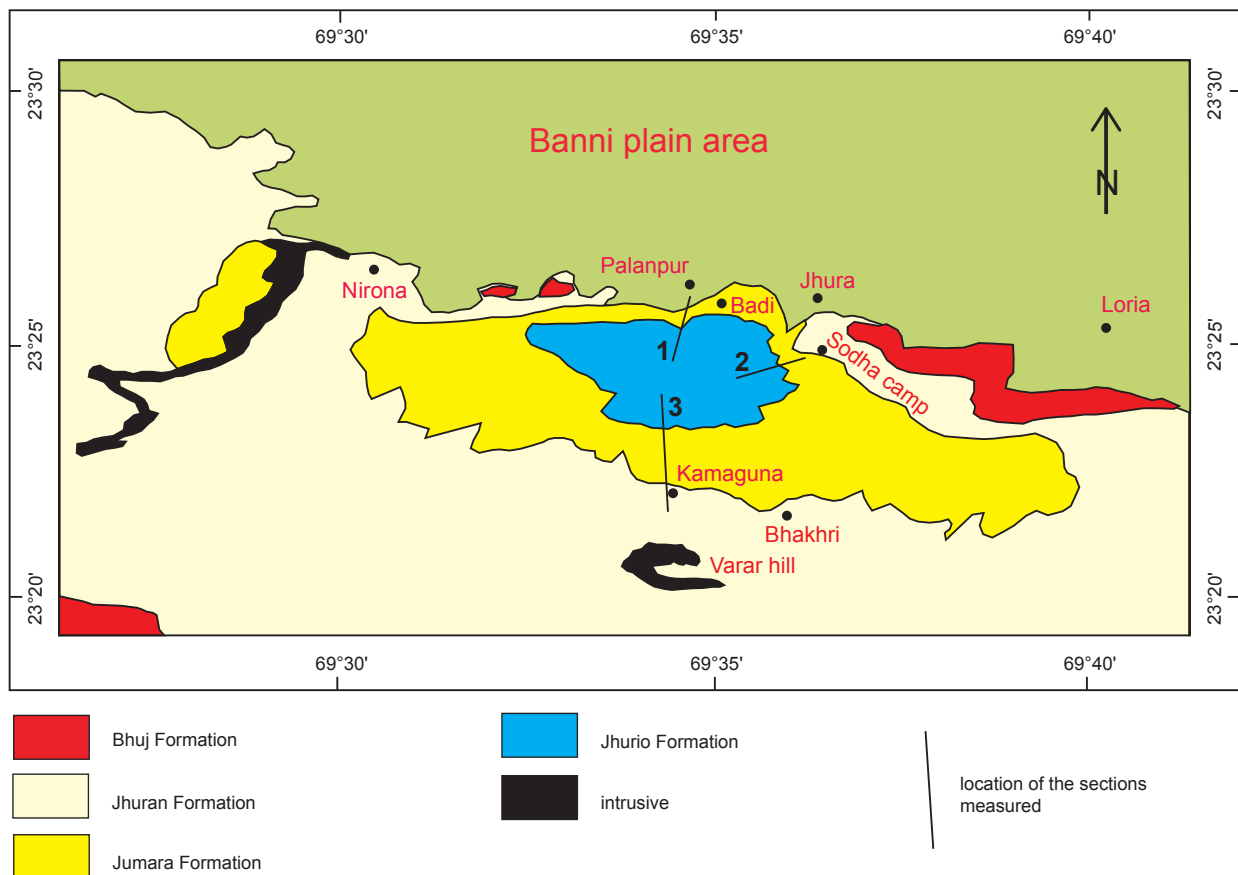 69°30'
69°35'
69°40'
23°30'
23°30'
Banni plain area
N
Palanpur
Nirona
Badi
Jhura
Loria
23°25'
23°25'
1
2
Sodha camp
3
Kamaguna
Bhakhri
Varar hill
23°20'
23°20'
69°30'
69°35'
69°40'
Bhuj Formation
Jhurio Formation
Jhuran Formation
intrusive
location of the sections
measured
Jumara Formation